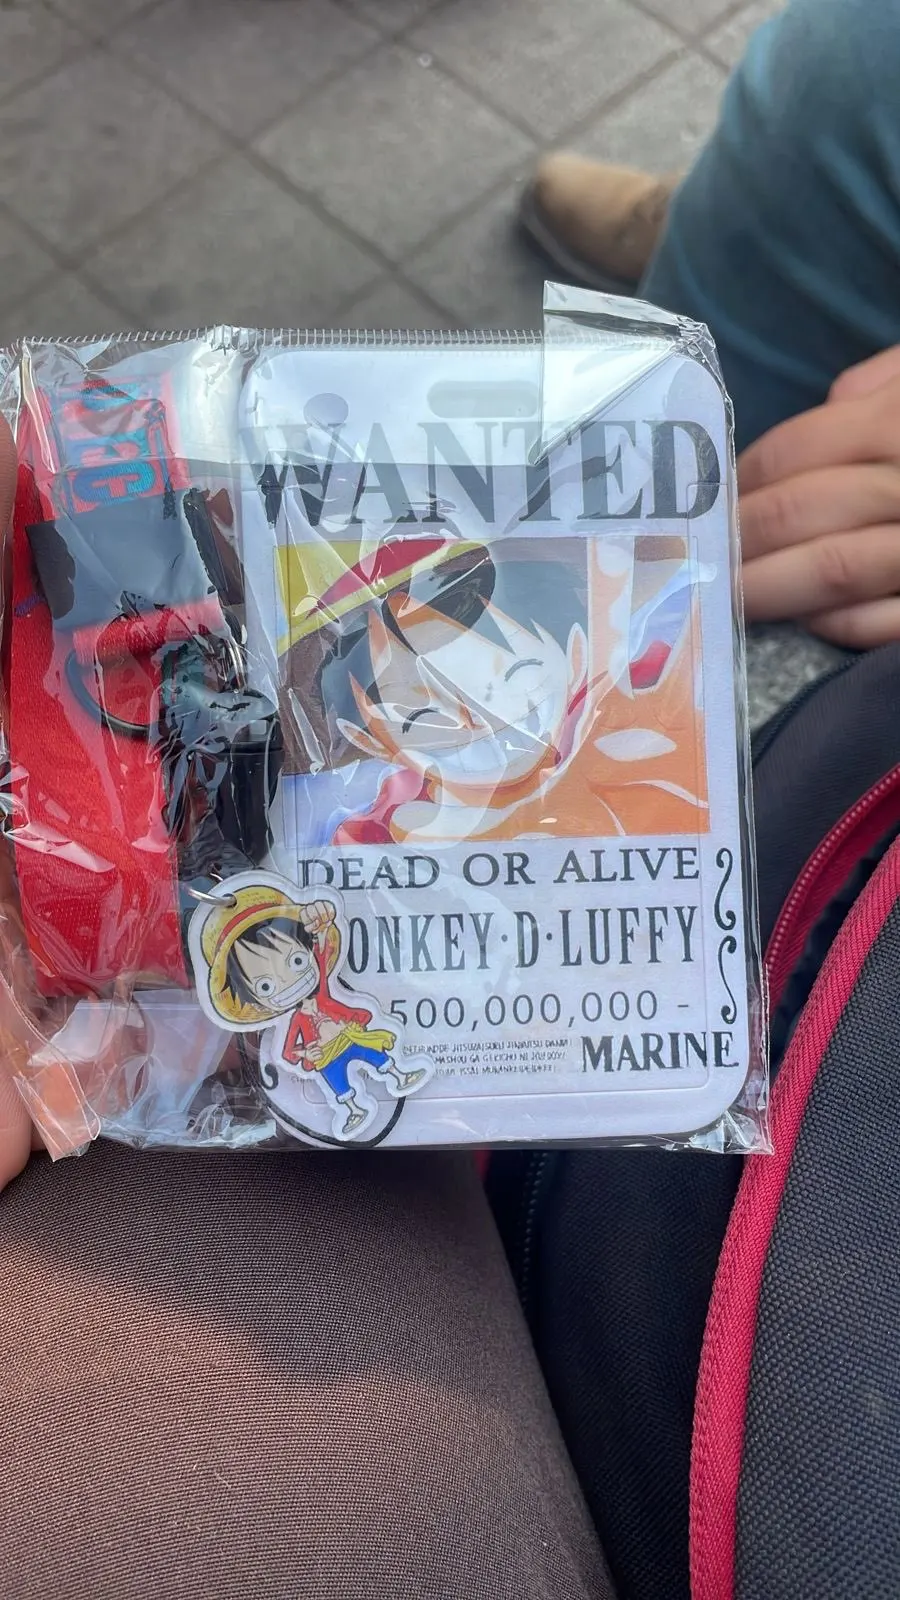 WANTED
DEAD OR ALIVE
ONKEY·D·LUFFY
500,000,000 -
MARINE